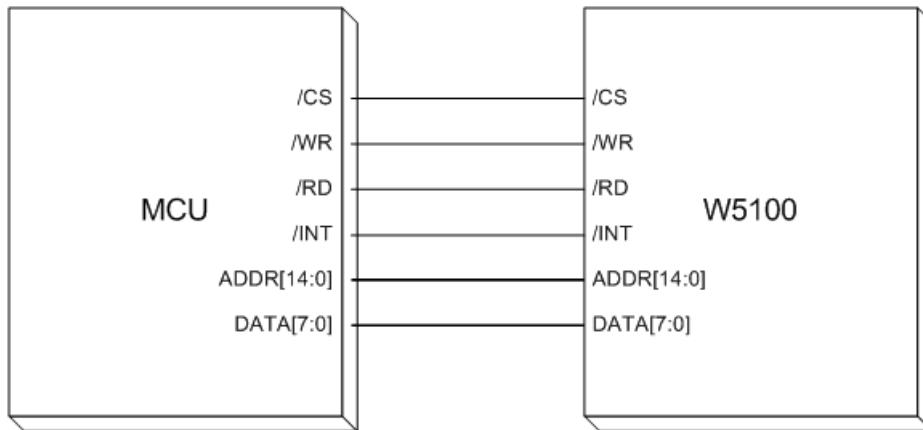 /CS
/WR
/RD
/INT
ADDR[14:0]
DATA[7:0]
MCU
/CS
/WR
/RD
/INT
ADDR[14:0]
DATA[7:0]
W5100